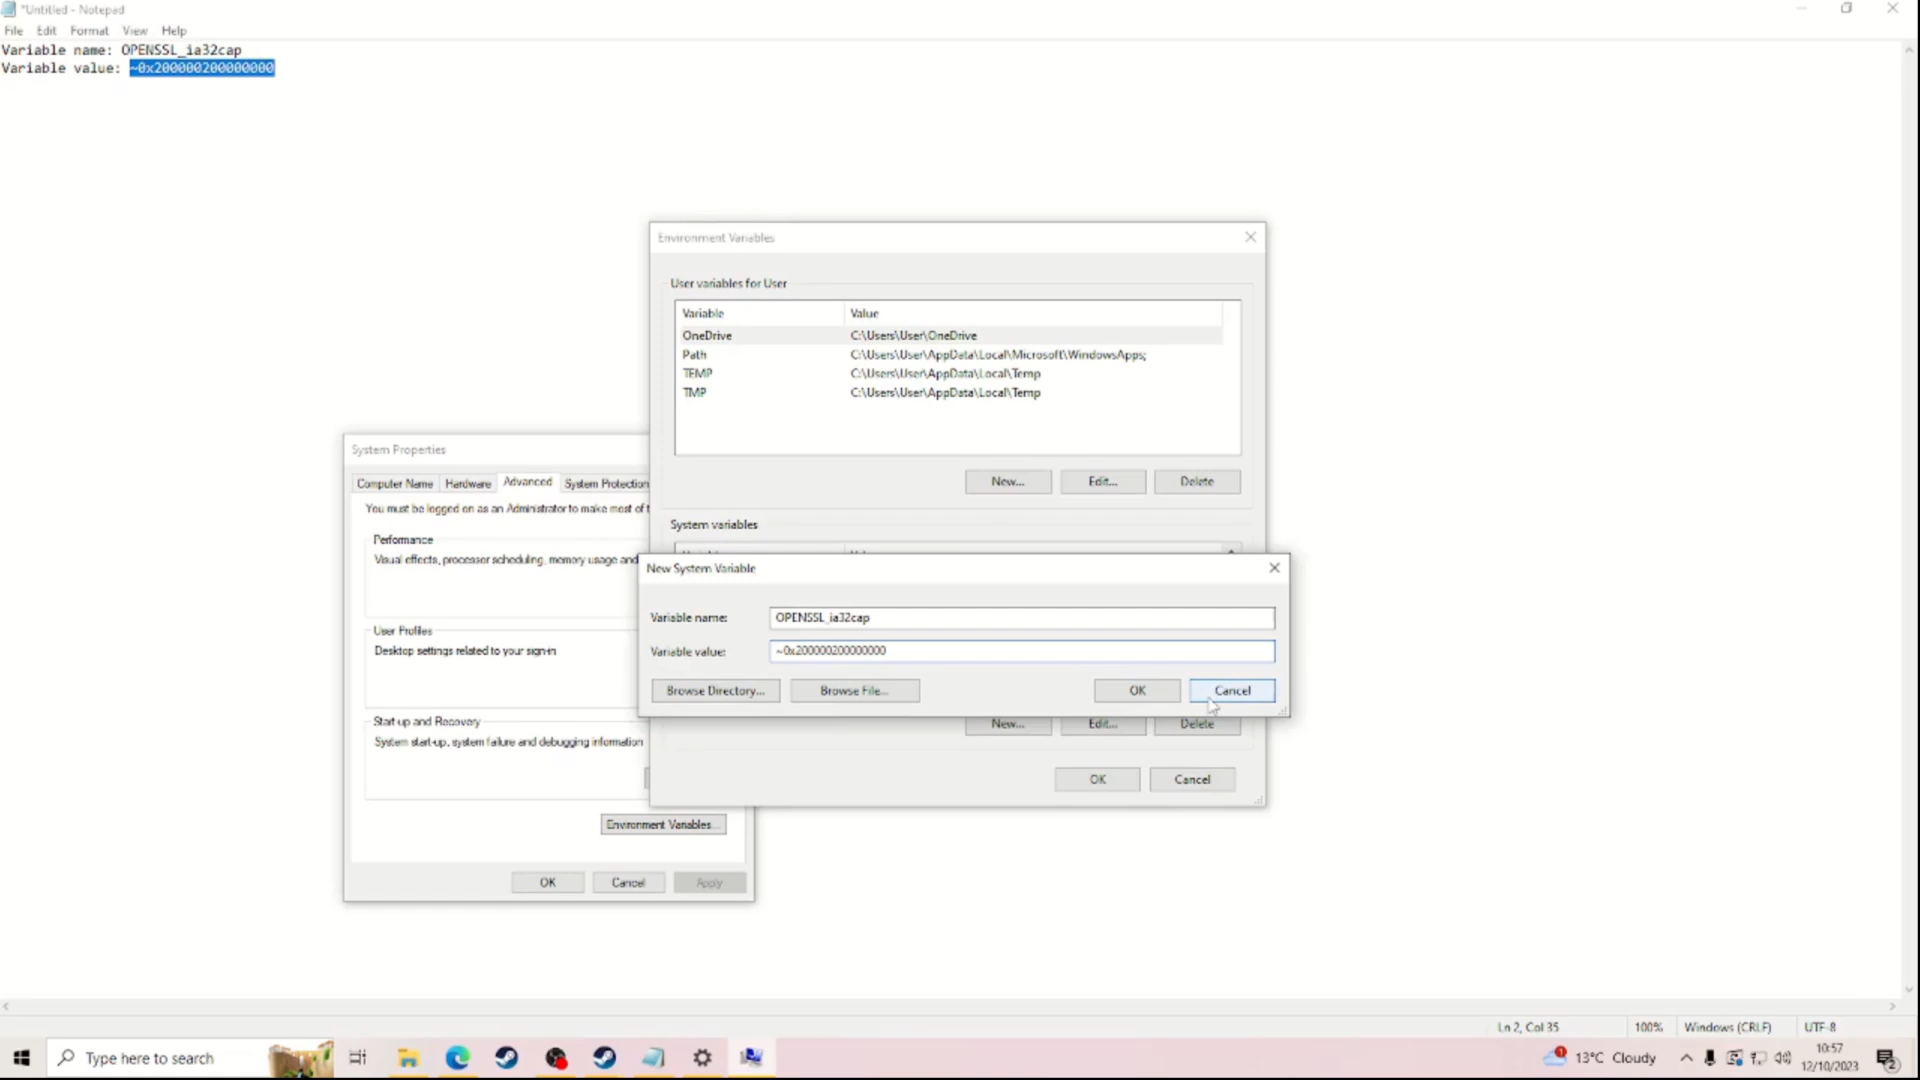 *Untitled - Notepad
File Edit Format View Help
Variable name: OPENSSL_ia32cap
Variable value: ~0x200000200000000
Environment Variables
User variables for User
Variable Value
OneDrive C:\Users\User\OneDrive
Path C:\Users\User\AppData\Local\Microsoft\WindowsApps;
TEMP C:\Users\User\AppData\Local\Temp
TMP C:\Users\User\AppData\Local\Temp
New... Edit... Delete
System variables
System Properties
Computer Name Hardware Advanced System Protection
You must be logged on as an Administrator to make most of t
Performance
Visual effects, processor scheduling, memory usage and
User Profiles
Desktop settings related to your sign-in
Start-up and Recovery
System start-up, system failure and debugging information
Environment Variables...
OK Cancel Apply
New System Variable
Variable name: OPENSSL_ia32cap
Variable value: ~0x200000200000000
Browse Directory... Browse File... OK Cancel
New... Edit... Delete
OK Cancel
Ln 2, Col 35 100% Windows (CRLF) UTF-8
Type here to search
13°C Cloudy
10:57
12/10/2023
2